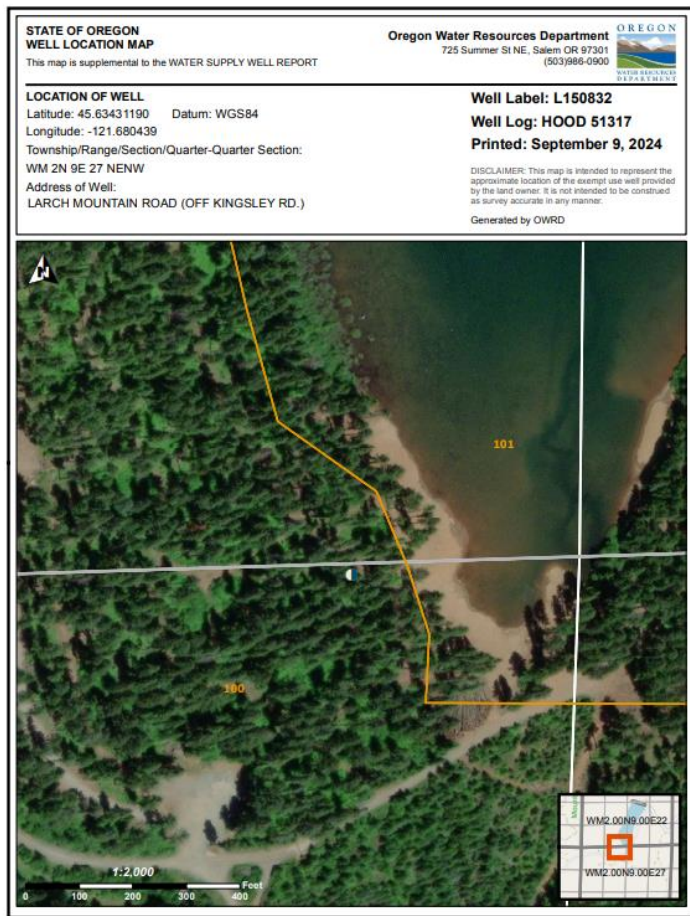 STATE OF OREGON
WELL LOCATION MAP
This map is supplemental to the WATER SUPPLY WELL REPORT
Oregon Water Resources Department
725 Summer St NE, Salem OR 97301
(503)986-0900
OREGON
WATER RESOURCES
DEPARTMENT
LOCATION OF WELL
Latitude: 45.63431190 Datum: WGS84
Longitude: -121.680439
Township/Range/Section/Quarter-Quarter Section:
WM 2N 9E 27 NENW
Address of Well:
LARCH MOUNTAIN ROAD (OFF KINGSLEY RD.)
Well Label: L150832
Well Log: HOOD 51317
Printed: September 9, 2024
DISCLAIMER: This map is intended to represent the
approximate location of the exempt use well provided
by the land owner. It is not intended to be construed
as survey accurate in any manner.
Generated by OWRD
N
101
100
1:2,000
Feet
0 100 200 300 400
WM2.00N9.00E22
WM2.00N9.00E27